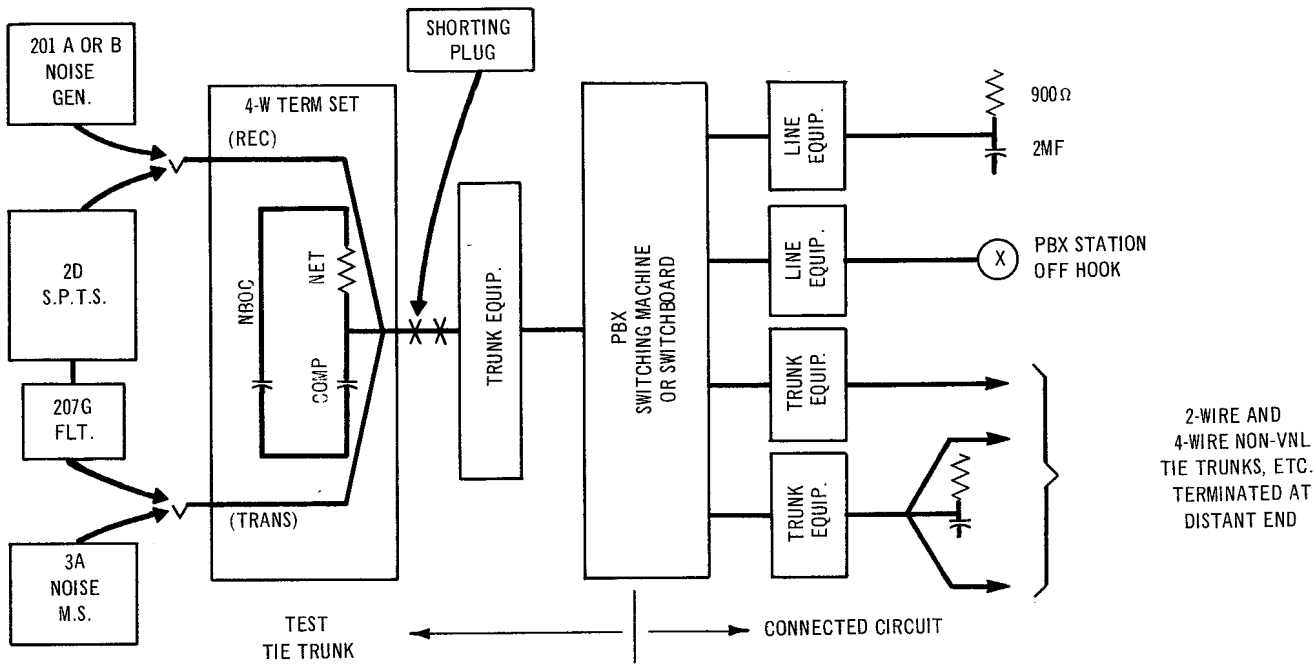 201 A OR B
NOISE
GEN.
2D
S.P.T.S.
207G
FLT.
3A
NOISE
M.S.
4-W TERM SET
(REC)
NBOC
NET
COMP
(TRANS)
SHORTING
PLUG
TRUNK EQUIP.
PBX
SWITCHING MACHINE
OR SWITCHBOARD
LINE
EQUIP.
900Ω
2MF
LINE
EQUIP.
X
PBX STATION
OFF HOOK
TRUNK
EQUIP.
TRUNK
EQUIP.
2-WIRE AND
4-WIRE NON-VNL
TIE TRUNKS, ETC.
TERMINATED AT
DISTANT END
TEST
TIE TRUNK
CONNECTED CIRCUIT